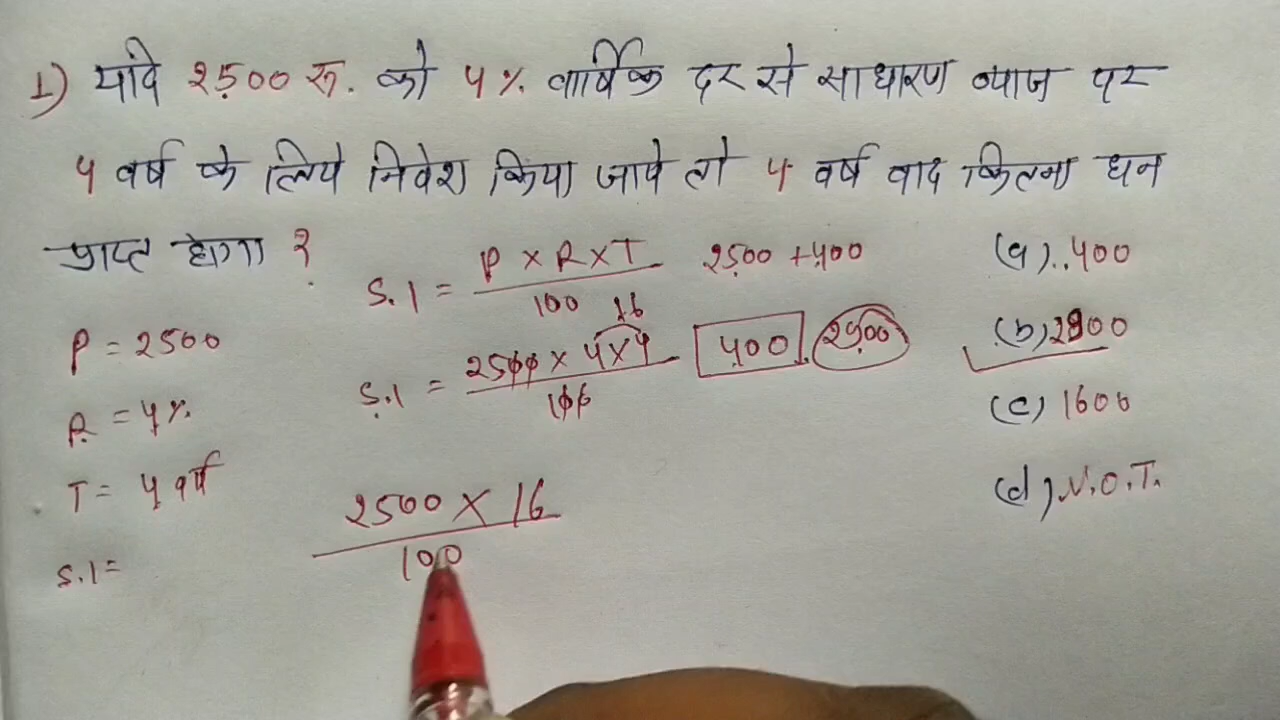 1) यदि 2500 रू. को 4% वार्षिक दर से साधारण ब्याज पर
4 वर्ष के लिये निवेश किया जाये तो 4 वर्ष बाद कितना धन
प्राप्त होगा ?
S.I = P × R × T / 100
2500 + 400
(a) 400
P = 2500
S.I = 2500 × 4 × 4 / 100
16
400
2900
(b) 2900
R = 4%
(c) 1600
T = 4 वर्ष
2500 × 16 / 100
(d) N.O.T.
S.I =